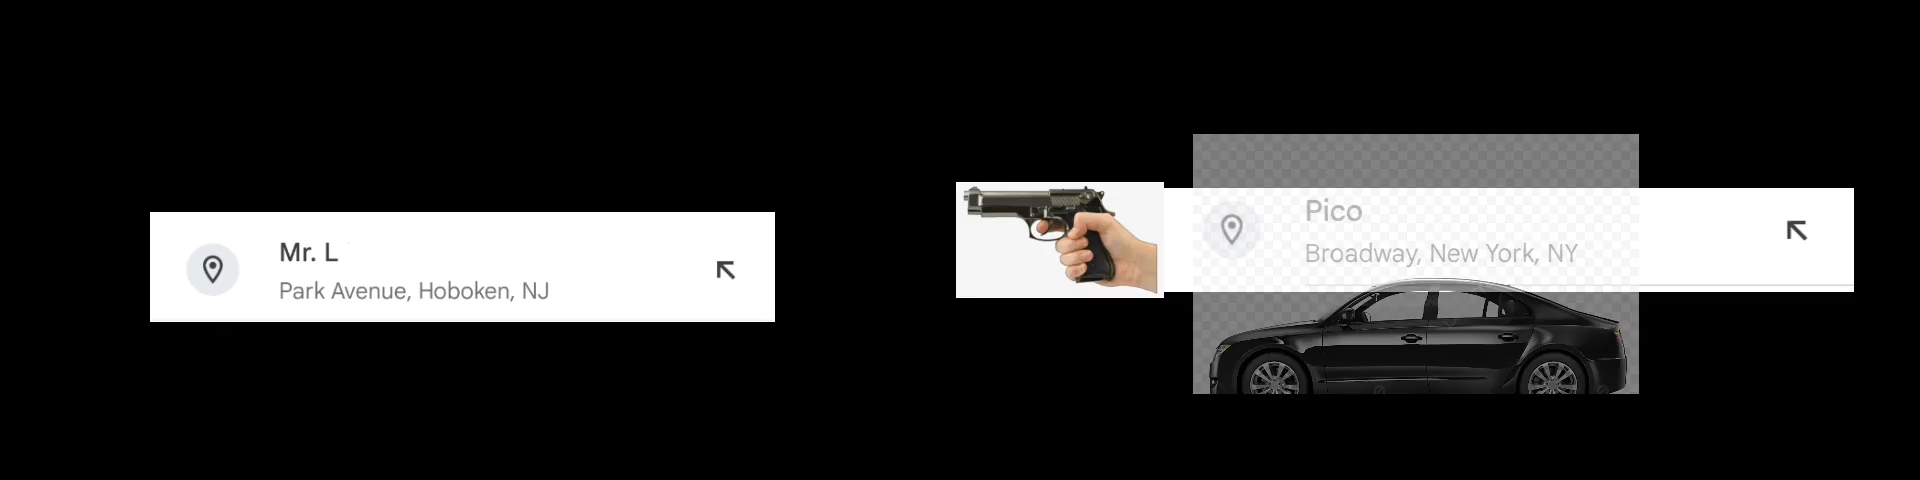 Mr. L
Park Avenue, Hoboken, NJ
Pico
Broadway, New York, NY